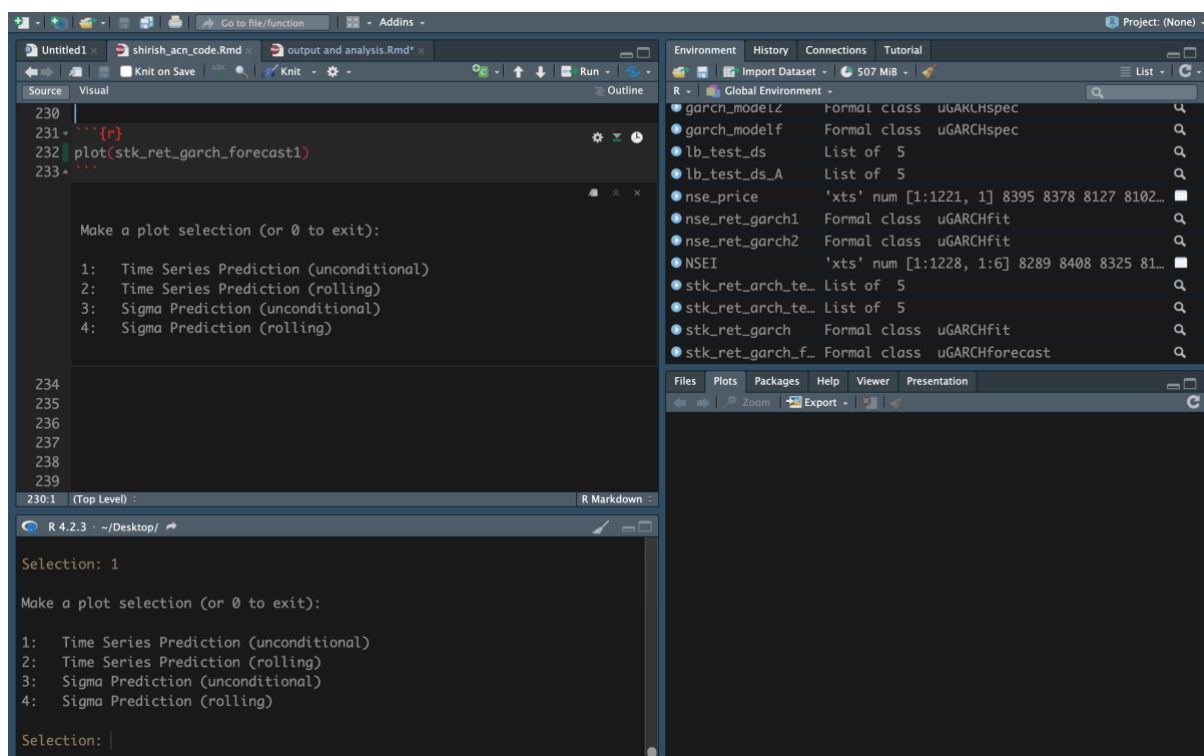 Go to file/function
Addins
Project: (None)
Untitled1
shirish_acn_code.Rmd
output and analysis.Rmd*
Knit on Save
ABC
Knit
Run
Source
Visual
Outline
230
231 ```{r}
232 plot(stk_ret_garch_forecast1)
233 ```
Make a plot selection (or 0 to exit):
1: Time Series Prediction (unconditional)
2: Time Series Prediction (rolling)
3: Sigma Prediction (unconditional)
4: Sigma Prediction (rolling)
234
235
236
237
238
239
230:1 (Top Level)
R Markdown
R 4.2.3 · ~/Desktop/
Selection: 1
Make a plot selection (or 0 to exit):
1: Time Series Prediction (unconditional)
2: Time Series Prediction (rolling)
3: Sigma Prediction (unconditional)
4: Sigma Prediction (rolling)
Selection:
Environment History Connections Tutorial
Import Dataset
507 MiB
List
R
Global Environment
garch_model2 Formal class uGARCHspec
garch_modelf Formal class uGARCHspec
lb_test_ds List of 5
lb_test_ds_A List of 5
nse_price 'xts' num [1:1221, 1] 8395 8378 8127 8102…
nse_ret_garch1 Formal class uGARCHfit
nse_ret_garch2 Formal class uGARCHfit
NSEI 'xts' num [1:1228, 1:6] 8289 8408 8325 81…
stk_ret_arch_te… List of 5
stk_ret_arch_te… List of 5
stk_ret_garch Formal class uGARCHfit
stk_ret_garch_f… Formal class uGARCHforecast
Files Plots Packages Help Viewer Presentation
Zoom
Export